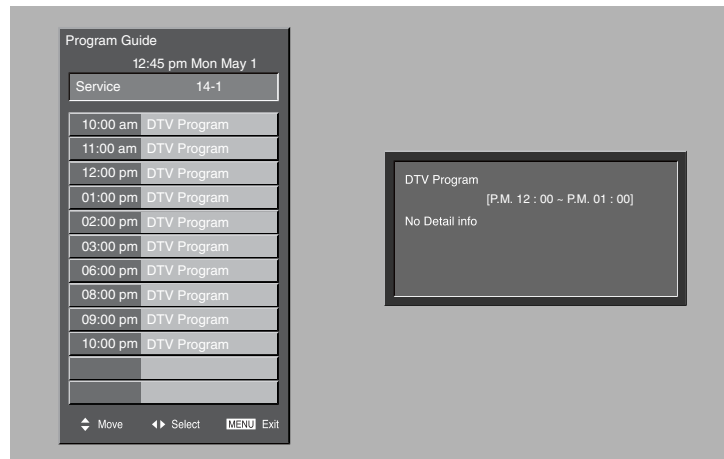 Program Guide
12:45 pm Mon May 1
Service 14-1
10:00 am DTV Program
11:00 am DTV Program
12:00 pm DTV Program
01:00 pm DTV Program
02:00 pm DTV Program
03:00 pm DTV Program
06:00 pm DTV Program
08:00 pm DTV Program
09:00 pm DTV Program
10:00 pm DTV Program
Move Select MENU Exit
DTV Program
[P.M. 12 : 00 ~ P.M. 01 : 00]
No Detail info